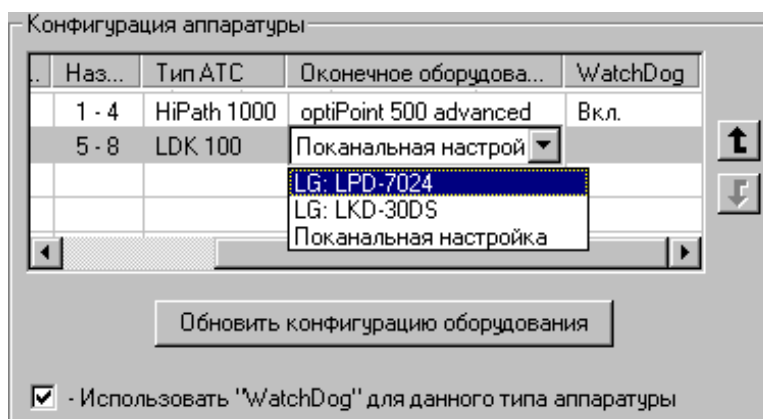 Конфигурация аппаратуры
.. Наз... Тип АТС Оконечное оборудова... WatchDog
1 - 4 HiPath 1000 optiPoint 500 advanced Вкл.
5 - 8 LDK 100 Поканальная настрой
LG: LPD-7024
LG: LKD-30DS
Поканальная настройка
Обновить конфигурацию оборудования
- Использовать "WatchDog" для данного типа аппаратуры